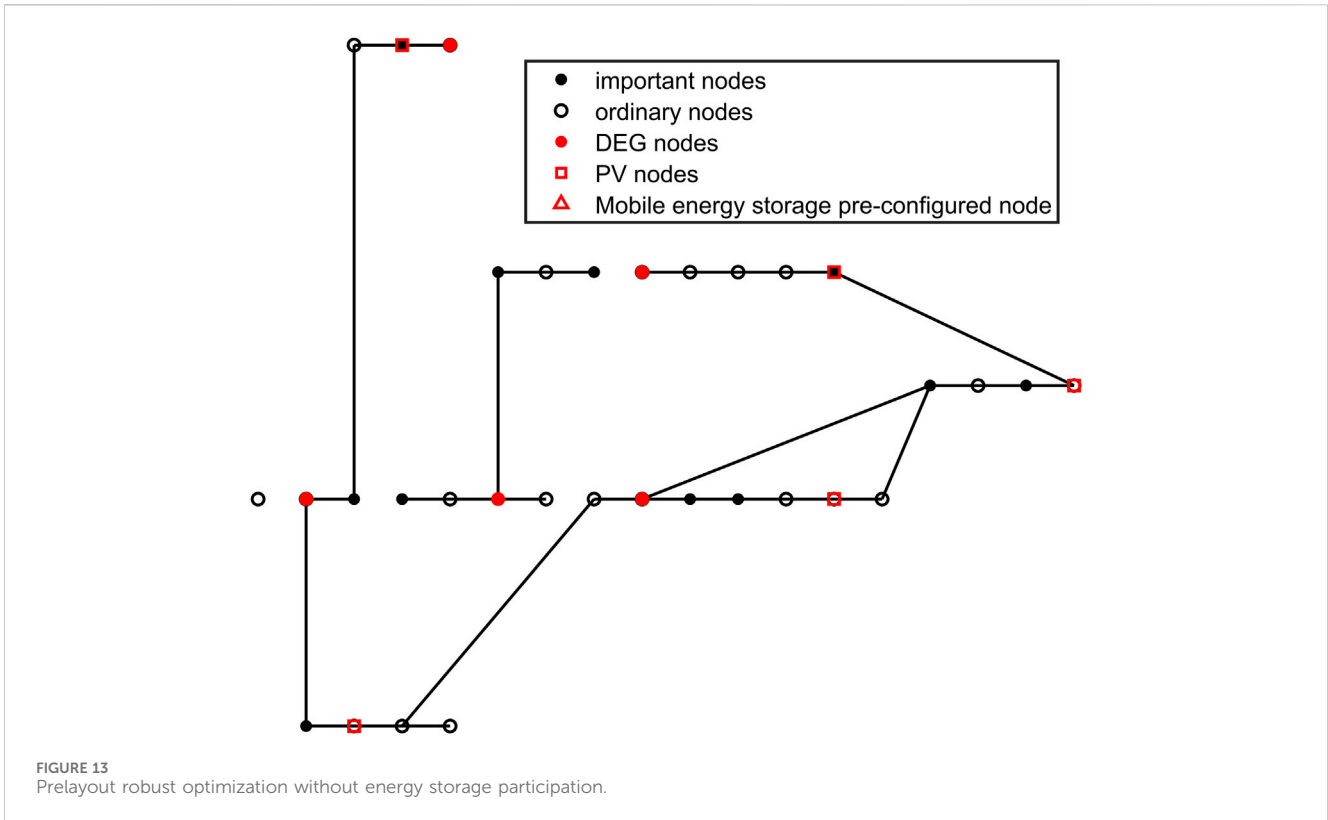 important nodes
ordinary nodes
DEG nodes
PV nodes
Mobile energy storage pre-configured node
FIGURE 13
Prelayout robust optimization without energy storage participation.